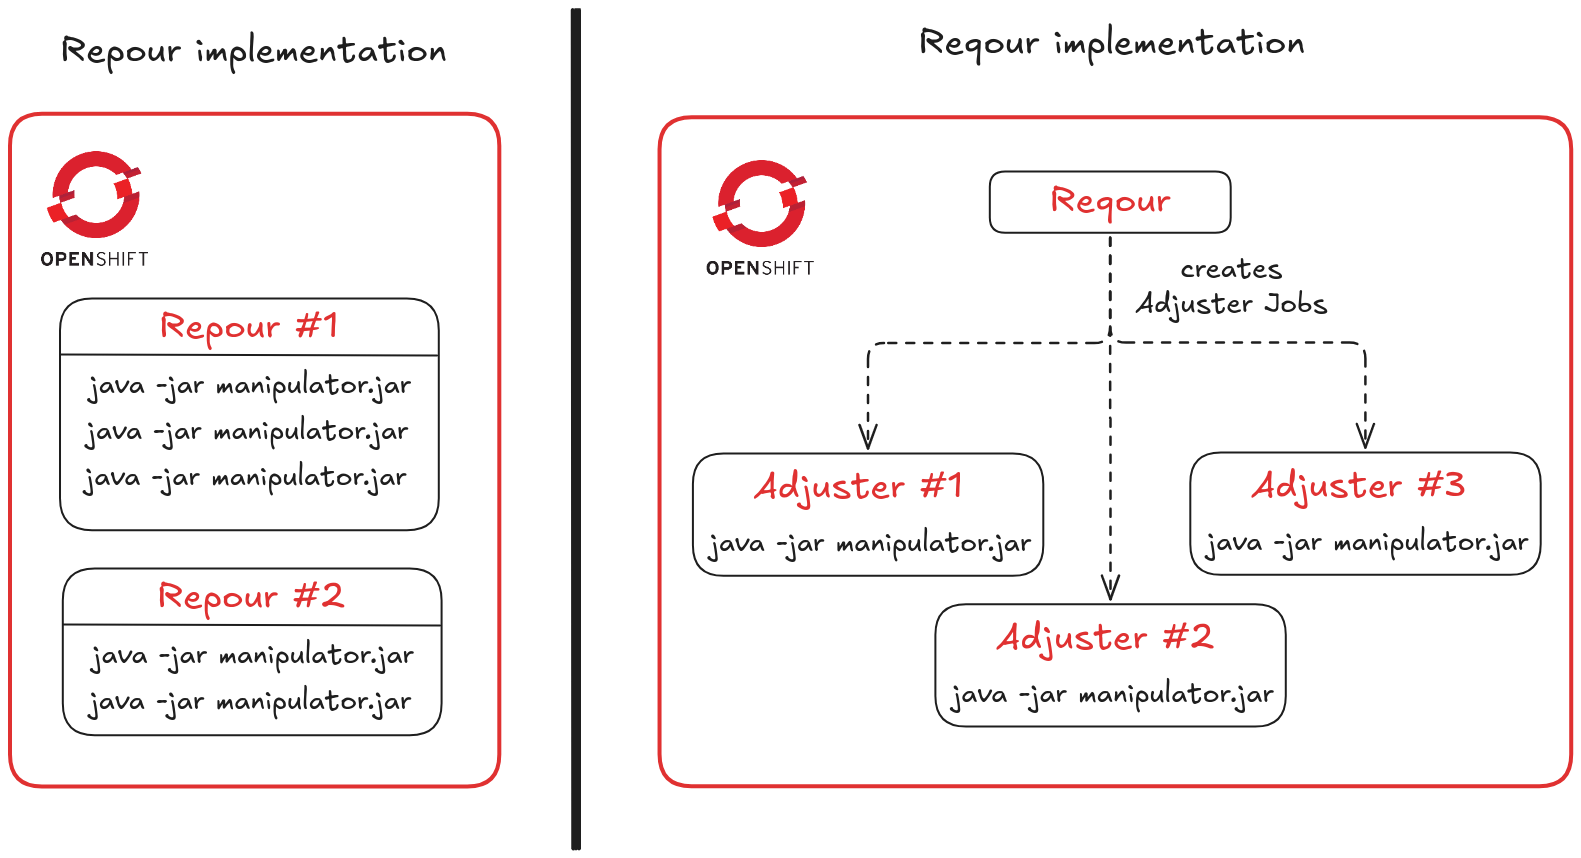 Repour implementation
OPENSHIFT
Repour #1
java -jar manipulator.jar
java -jar manipulator.jar
java -jar manipulator.jar
Repour #2
java -jar manipulator.jar
java -jar manipulator.jar
Reqour implementation
OPENSHIFT
Reqour
creates
Adjuster Jobs
Adjuster #1
java -jar manipulator.jar
Adjuster #3
java -jar manipulator.jar
Adjuster #2
java -jar manipulator.jar